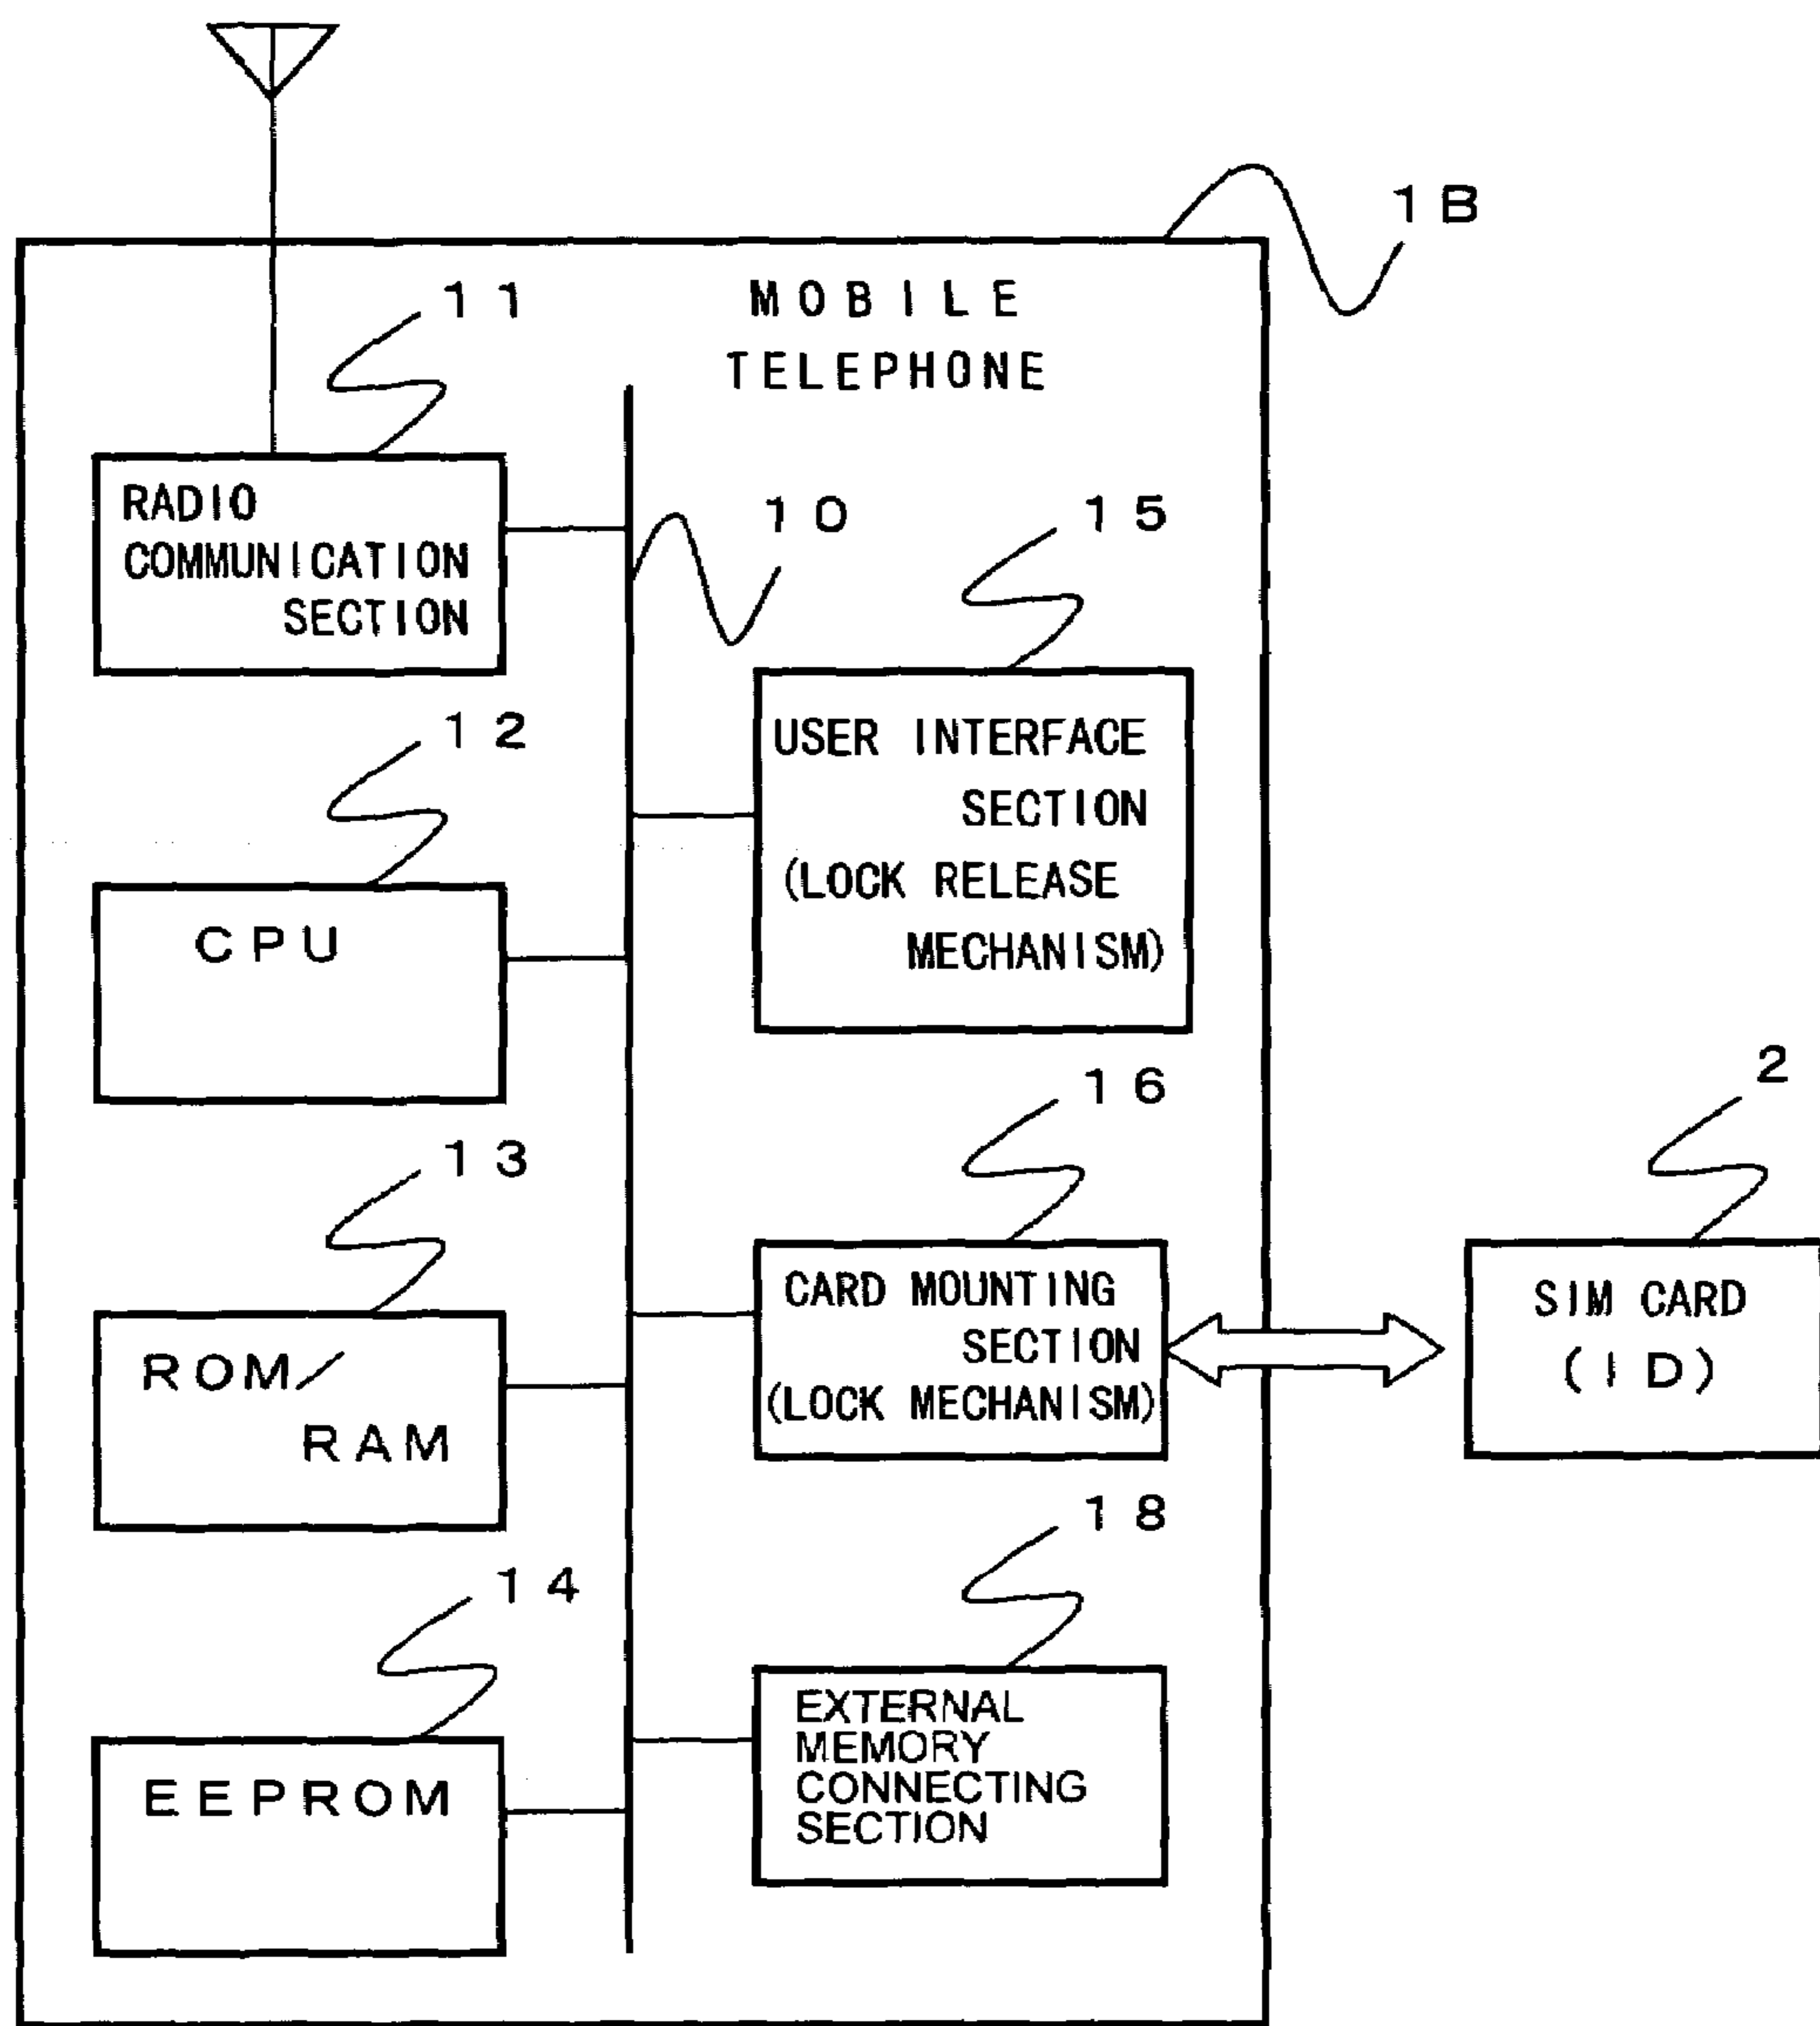 1B
MOBILE
TELEPHONE
11
RADIO
COMMUNICATION
SECTION
10
15
USER INTERFACE
SECTION
(LOCK RELEASE
MECHANISM)
12
CPU
16
2
CARD MOUNTING
SECTION
(LOCK MECHANISM)
SIM CARD
(ID)
13
ROM/
RAM
18
EXTERNAL
MEMORY
CONNECTING
SECTION
14
EEPROM